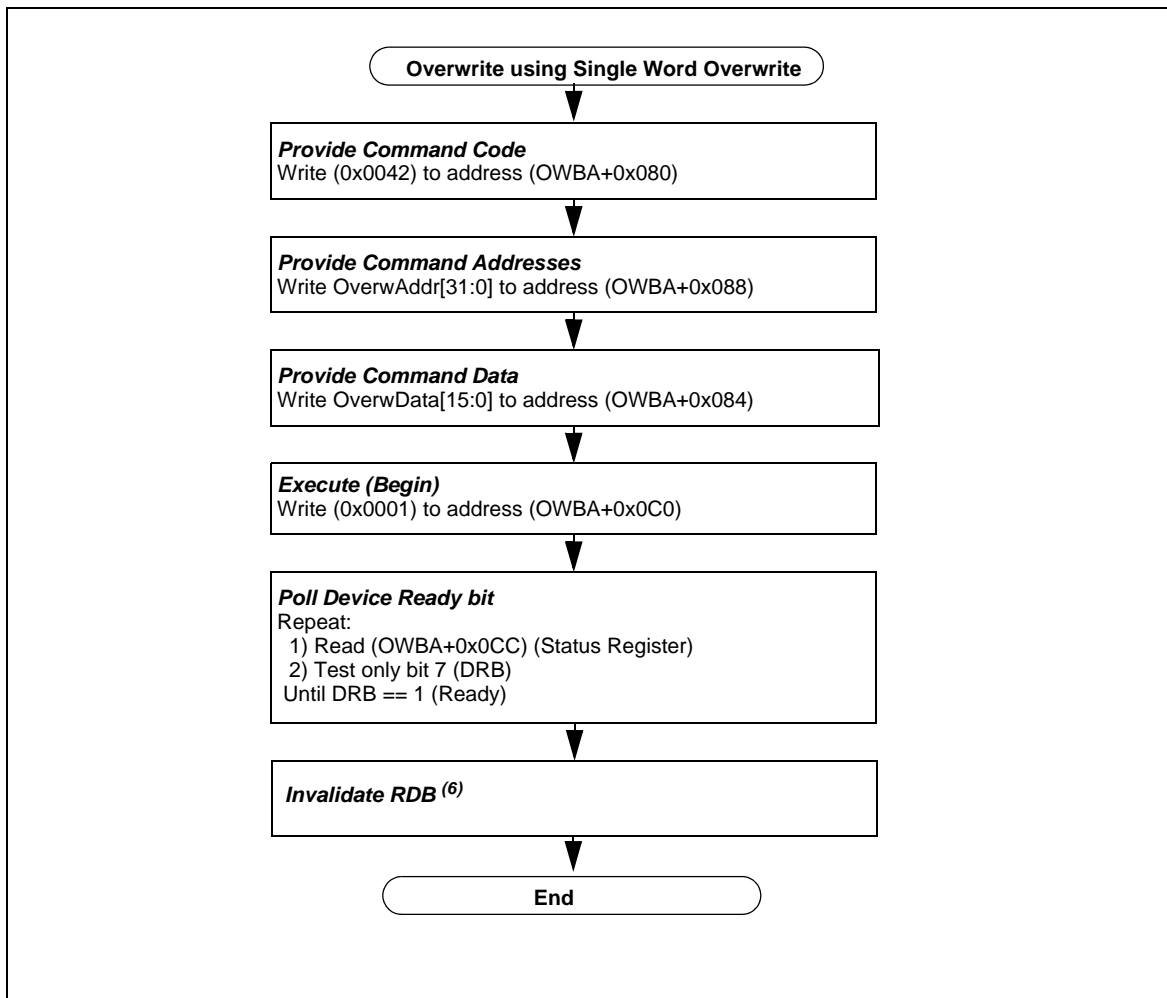 Overwrite using Single Word Overwrite
Provide Command Code
Write (0x0042) to address (OWBA+0x080)
Provide Command Addresses
Write OverwAddr[31:0] to address (OWBA+0x088)
Provide Command Data
Write OverwData[15:0] to address (OWBA+0x084)
Execute (Begin)
Write (0x0001) to address (OWBA+0x0C0)
Poll Device Ready bit
Repeat:
1) Read (OWBA+0x0CC) (Status Register)
2) Test only bit 7 (DRB)
Until DRB == 1 (Ready)
Invalidate RDB (6)
End